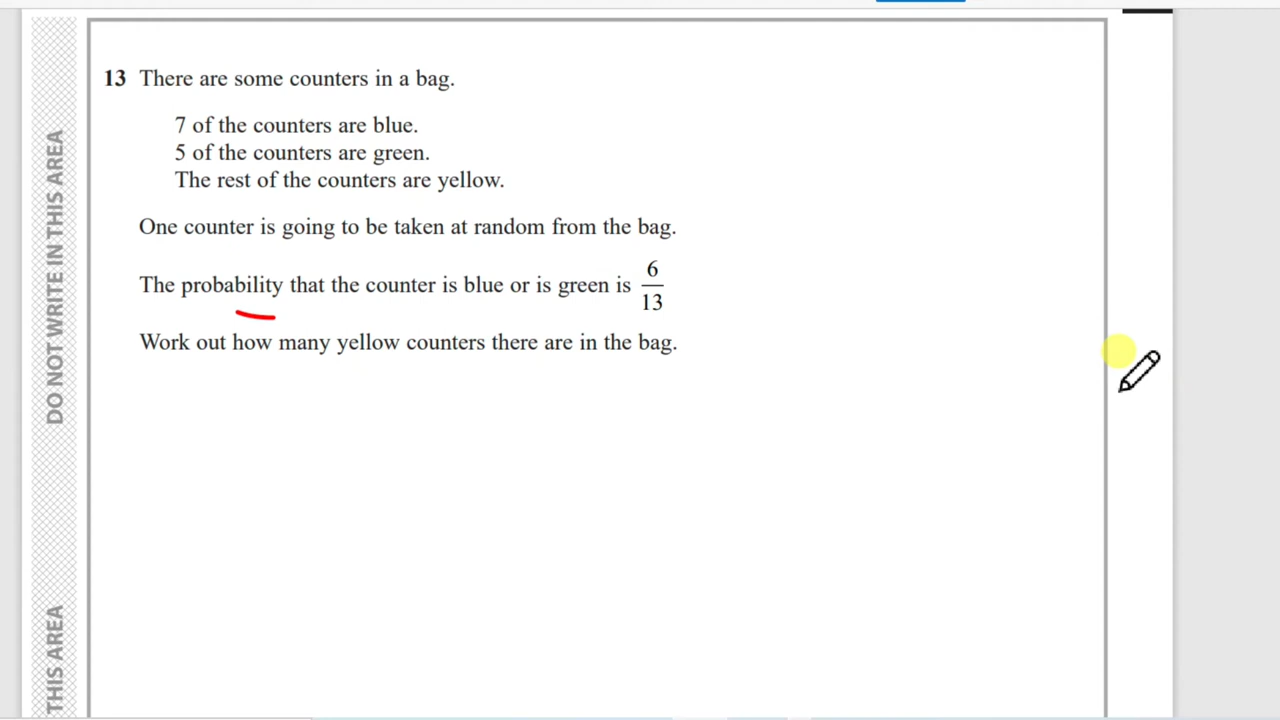 13 There are some counters in a bag.
7 of the counters are blue.
5 of the counters are green.
The rest of the counters are yellow.
One counter is going to be taken at random from the bag.
The probability that the counter is blue or is green is 6/13
Work out how many yellow counters there are in the bag.
DO NOT WRITE IN THIS AREA
THIS AREA